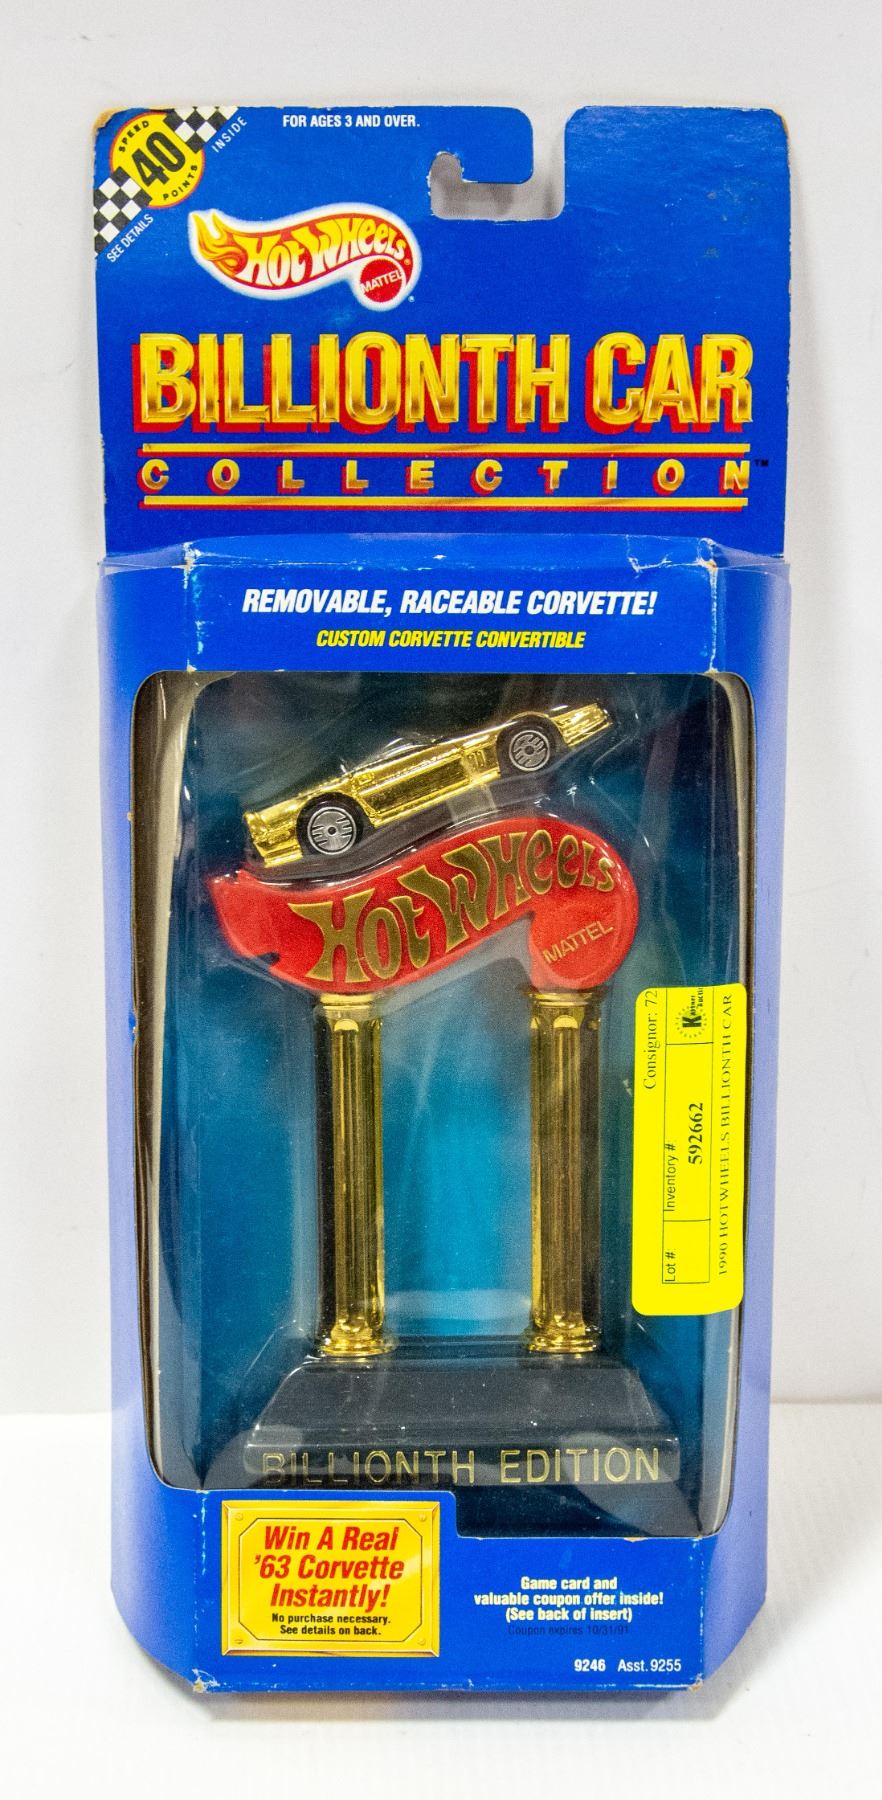 SPEED
40
POINTS
INSIDE
SEE DETAILS
FOR AGES 3 AND OVER.
HOT WHEELS®
MATTEL
®
BILLIONTH CAR
COLLECTION™
REMOVABLE, RACEABLE CORVETTE!
CUSTOM CORVETTE CONVERTIBLE
HOT WHEELS
MATTEL
Consignor: 72
Lot #
Inventory #:
592662
1990 HOTWHEELS BILLIONTH CAR
BILLIONTH EDITION
Win A Real
'63 Corvette
Instantly!
No purchase necessary.
See details on back.
Game card and
valuable coupon offer inside!
(See back of insert)
Coupon expires 10/31/91
9246 Asst. 9255